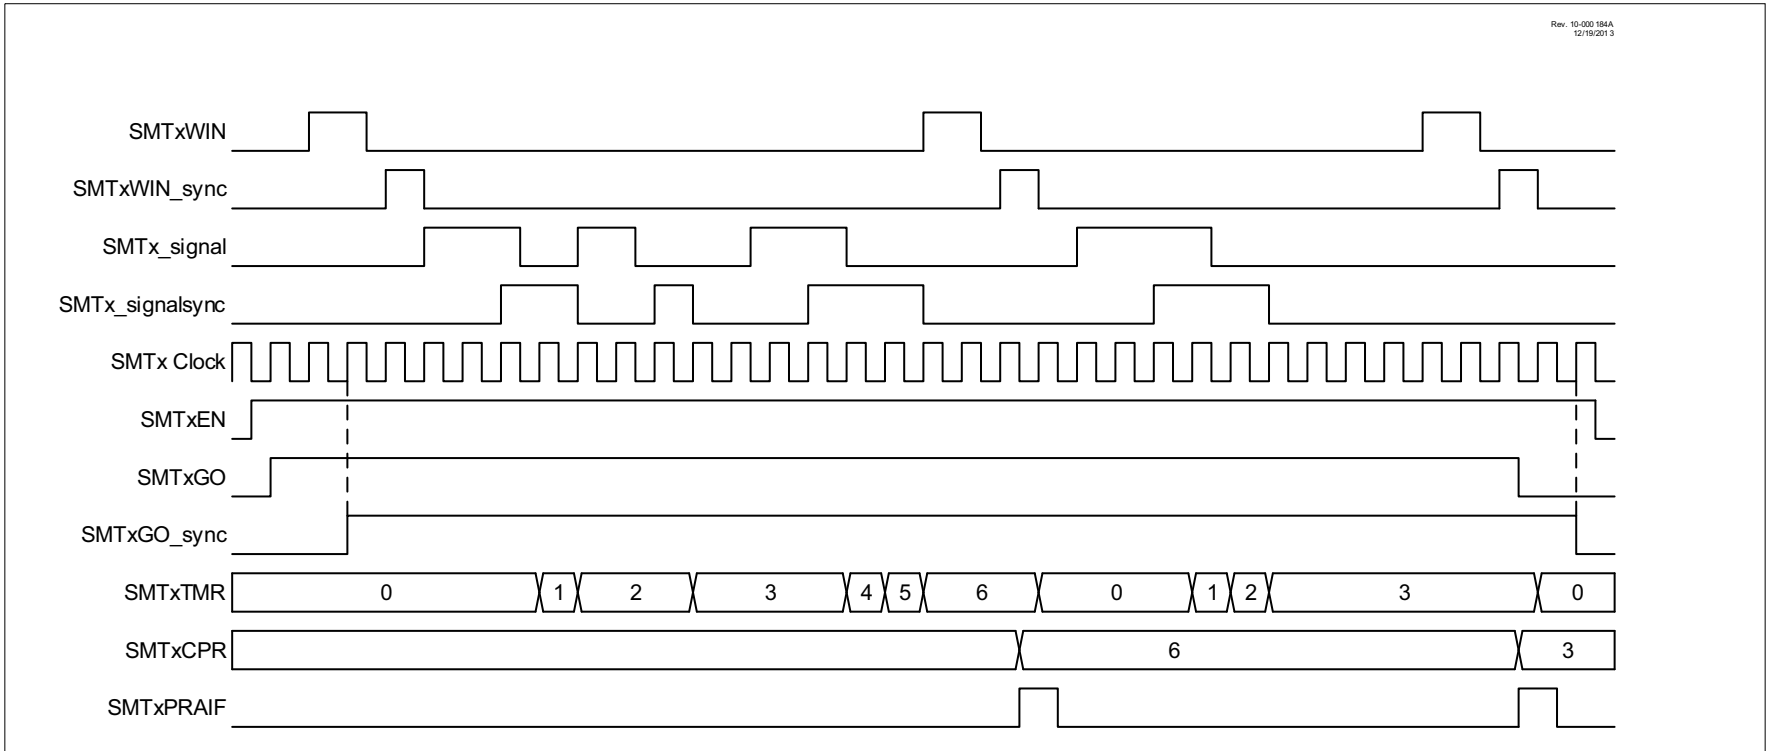 Rev. 10-000 184A
12/19/201 3
SMTxWIN
SMTxWIN_sync
SMTx_signal
SMTx_signalsync
SMTx Clock
SMTxEN
SMTxGO
SMTxGO_sync
SMTxTMR 0 1 2 3 4 5 6 0 1 2 3 0
SMTxCPR 6 3
SMTxPRAIF